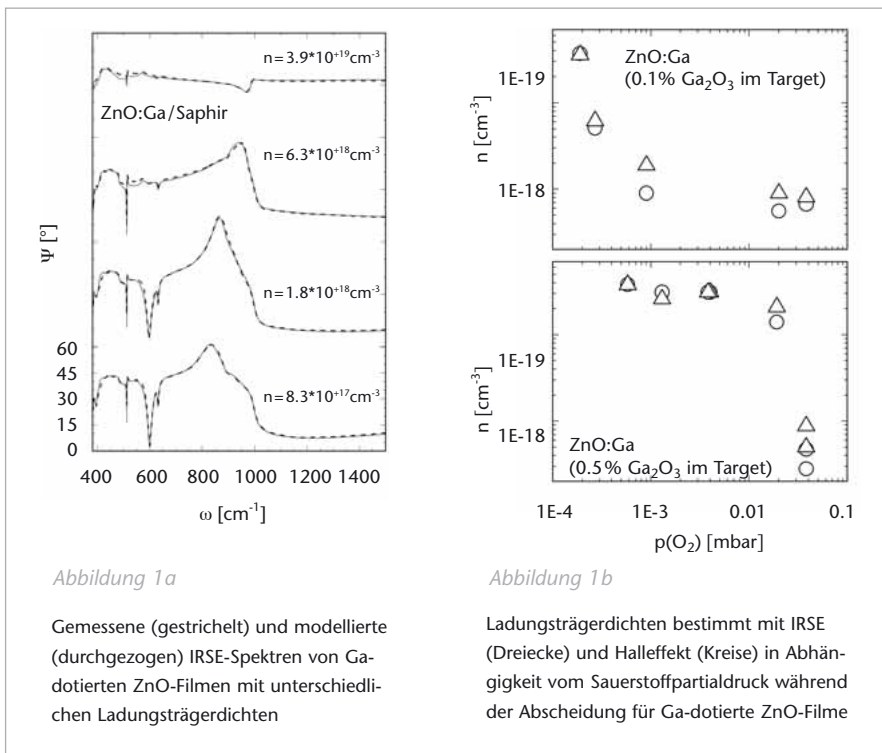 n=3.9*10+19cm-3
ZnO:Ga/Saphir
n=6.3*10+18cm-3
n=1.8*10+18cm-3
n=8.3*10+17cm-3
Ψ [°]
60
45
30
15
0
400 600 800 1000 1200 1400
ω [cm-1]
ZnO:Ga
(0.1% Ga2O3 im Target)
1E-19
1E-18
n [cm-3]
1E-19
1E-18
n [cm-3]
ZnO:Ga
(0.5% Ga2O3 im Target)
1E-4 1E-3 0.01 0.1
p(O2) [mbar]
Abbildung 1a
Gemessene (gestrichelt) und modellierte
(durchgezogen) IRSE-Spektren von Ga-
dotierten ZnO-Filmen mit unterschiedli-
chen Ladungsträgerdichten
Abbildung 1b
Ladungsträgerdichten bestimmt mit IRSE
(Dreiecke) und Halleffekt (Kreise) in Abhän-
gigkeit vom Sauerstoffpartialdruck während
der Abscheidung für Ga-dotierte ZnO-Filme